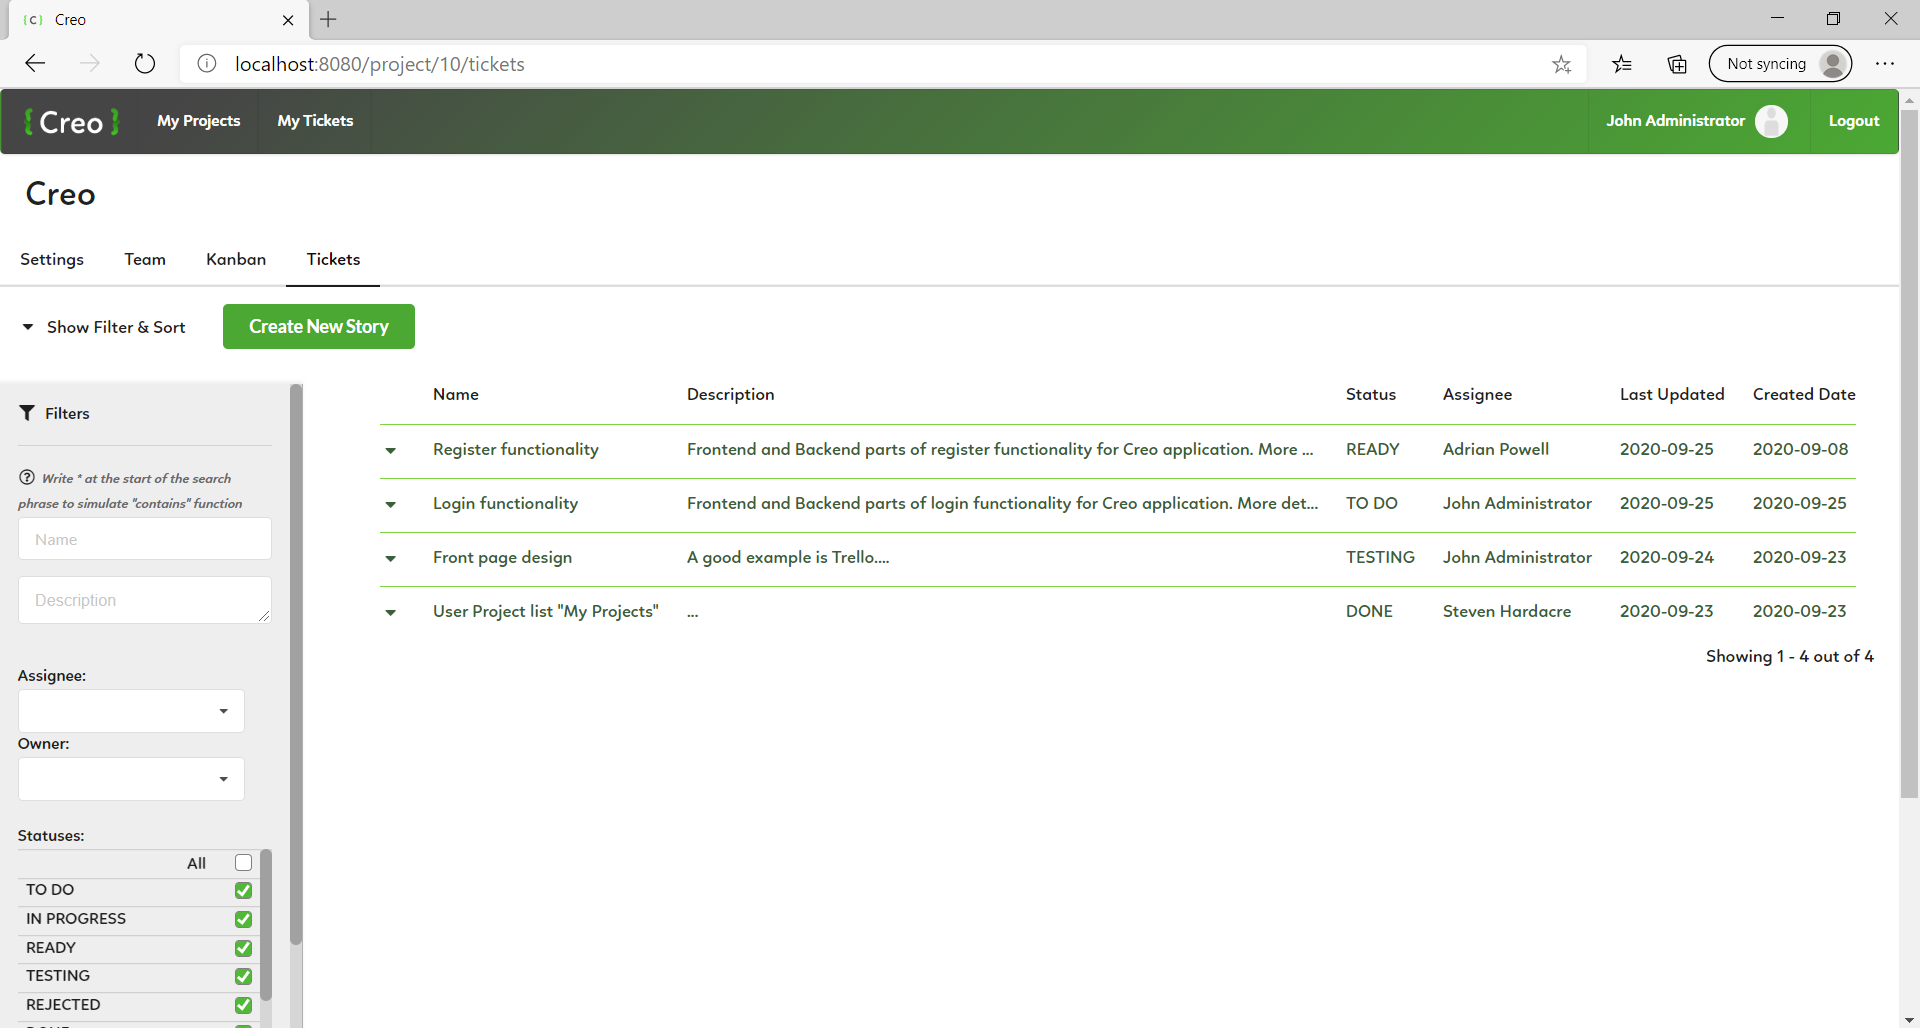 {c} Creo
localhost:8080/project/10/tickets
Not syncing
{ Creo } My Projects My Tickets John Administrator Logout
Creo
Settings Team Kanban Tickets
Show Filter & Sort Create New Story
Filters
Write * at the start of the search
phrase to simulate "contains" function
Name
Description
Assignee:
Owner:
Statuses:
All
TO DO
IN PROGRESS
READY
TESTING
REJECTED
Name Description Status Assignee Last Updated Created Date
Register functionality Frontend and Backend parts of register functionality for Creo application. More ... READY Adrian Powell 2020-09-25 2020-09-08
Login functionality Frontend and Backend parts of login functionality for Creo application. More det... TO DO John Administrator 2020-09-25 2020-09-25
Front page design A good example is Trello.... TESTING John Administrator 2020-09-24 2020-09-23
User Project list "My Projects" ... DONE Steven Hardacre 2020-09-23 2020-09-23
Showing 1 - 4 out of 4